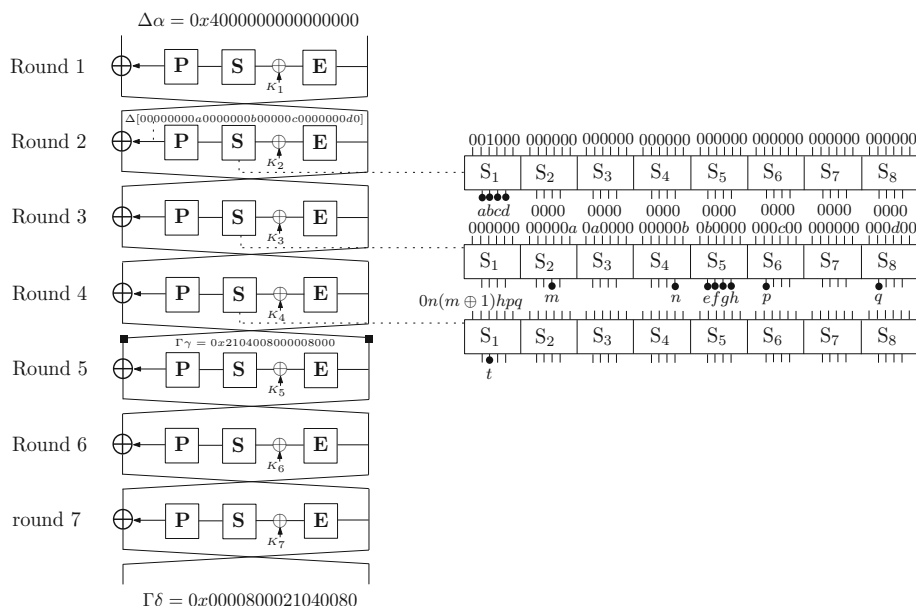 Δα = 0x4000000000000000
Round 1
P
S
E
K₁
Δ[00,000000a0000000b00000c0000000d0]
Round 2
P
S
E
K₂
Round 3
P
S
E
K₃
Round 4
P
S
E
K₄
Γγ = 0x2104008000008000
Round 5
P
S
E
K₅
Round 6
P
S
E
K₆
round 7
P
S
E
K₇
Γδ = 0x0000800021040080
001000 000000 000000 000000 000000 000000 000000 000000
S₁ S₂ S₃ S₄ S₅ S₆ S₇ S₈
abcd
0000 0000 0000 0000 0000 0000 0000
000000 00000a 0a0000 00000b 0b0000 000c00 000000 000d00
S₁ S₂ S₃ S₄ S₅ S₆ S₇ S₈
m n efgh p q
0n(m ⊕ 1)hpq
S₁ S₂ S₃ S₄ S₅ S₆ S₇ S₈
t